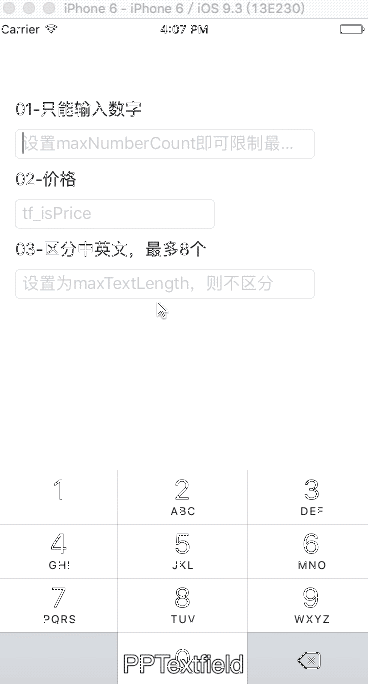 iPhone 6 - iPhone 6 / iOS 9.3 (13E230)
Carrier 4:07 PM
01-只能输入数字
设置maxNumberCount即可限制最...
02-价格
tf_isPrice
03-区分中英文，最多8个
设置为maxTextLength，则不区分
1 2 3
ABC DEF
4 5 6
GHI JKL MNO
7 8 9
PQRS TUV WXYZ
0
PPTextfield